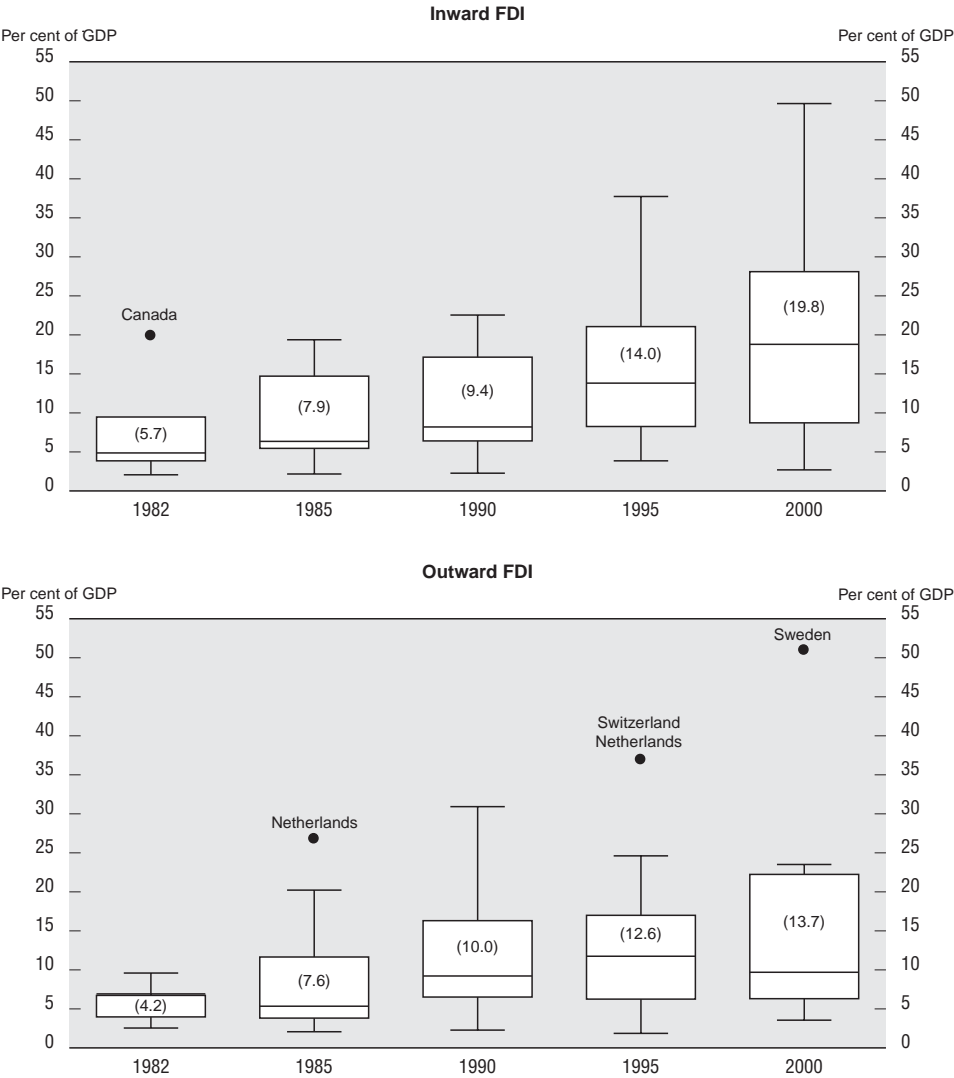 Inward FDI
Per cent of GDP Per cent of GDP
55 55
50 50
45 45
40 40
35 35
30 30
25 25
Canada
20 20
15 15
10 10
5 5
0 0
(5.7) (7.9) (9.4) (14.0) (19.8)
1982 1985 1990 1995 2000
Outward FDI
Per cent of GDP Per cent of GDP
55 55
Sweden
50 50
45 45
Switzerland
Netherlands
40 40
35 35
30 30
Netherlands
25 25
20 20
15 15
10 10
5 5
0 0
(4.2) (7.6) (10.0) (12.6) (13.7)
1982 1985 1990 1995 2000